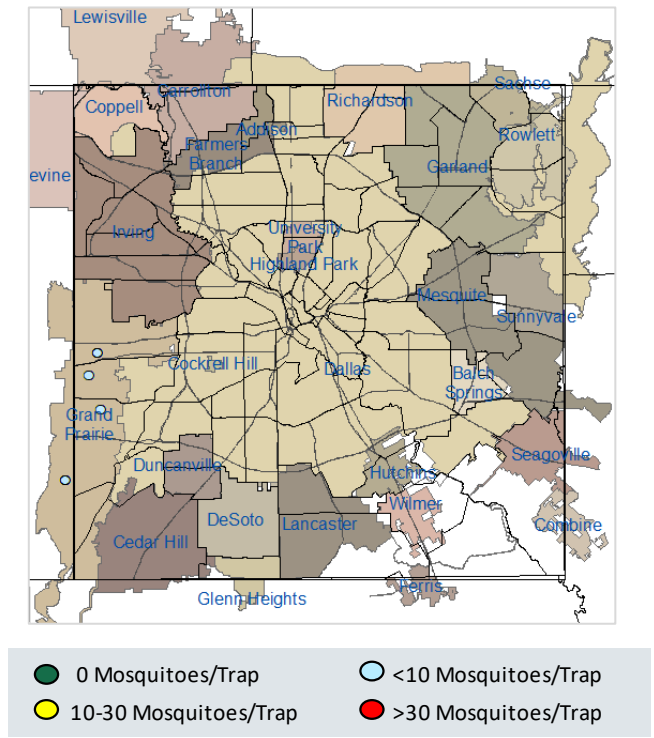 Lewisville
Carrollton
Sachse
Coppell
Richardson
Addison
Rowlett
Farmers
Branch
Garland
evine
Irving
University
Park
Highland Park
Mesquite
Sunnyvale
Cockrell Hill
Dallas
Balch
Springs
Grand
Prairie
Duncanville
Seagoville
Hutchins
Wilmer
DeSoto
Lancaster
Combine
Cedar Hill
Ferris
Glenn Heights
0 Mosquitoes/Trap
<10 Mosquitoes/Trap
10-30 Mosquitoes/Trap
>30 Mosquitoes/Trap